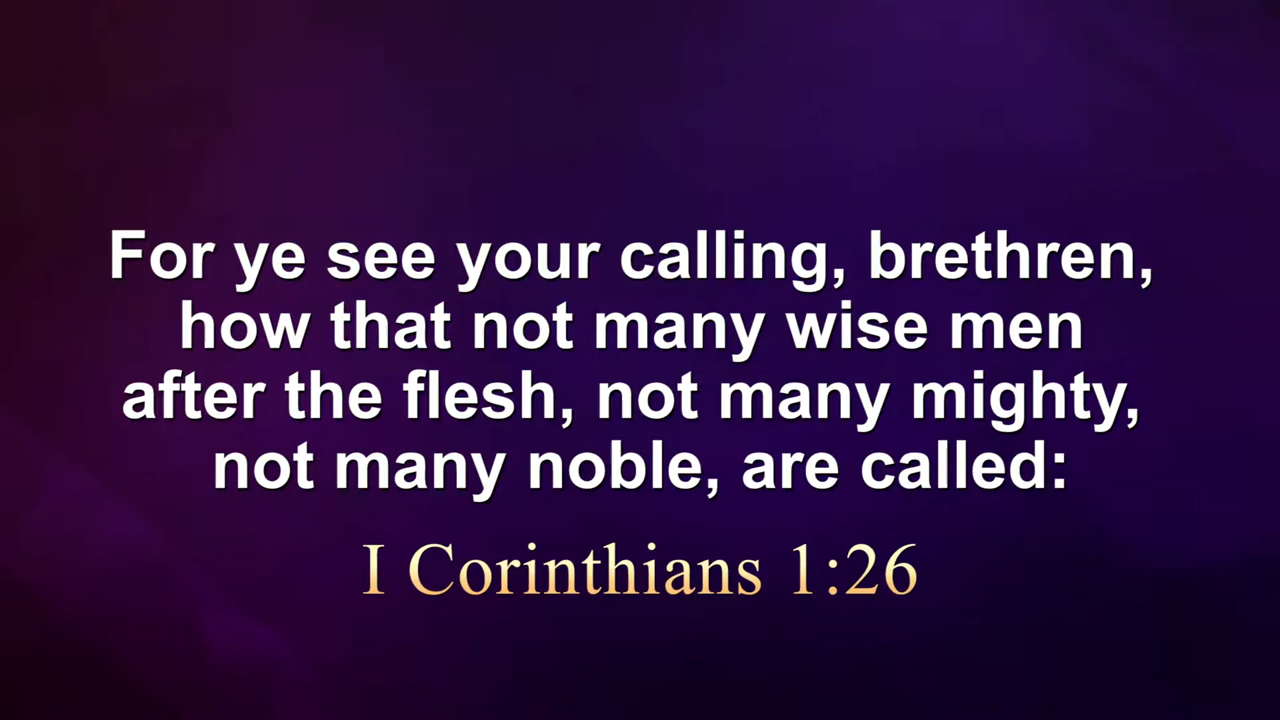 For ye see your calling, brethren,
how that not many wise men
after the flesh, not many mighty,
not many noble, are called:
I Corinthians 1:26